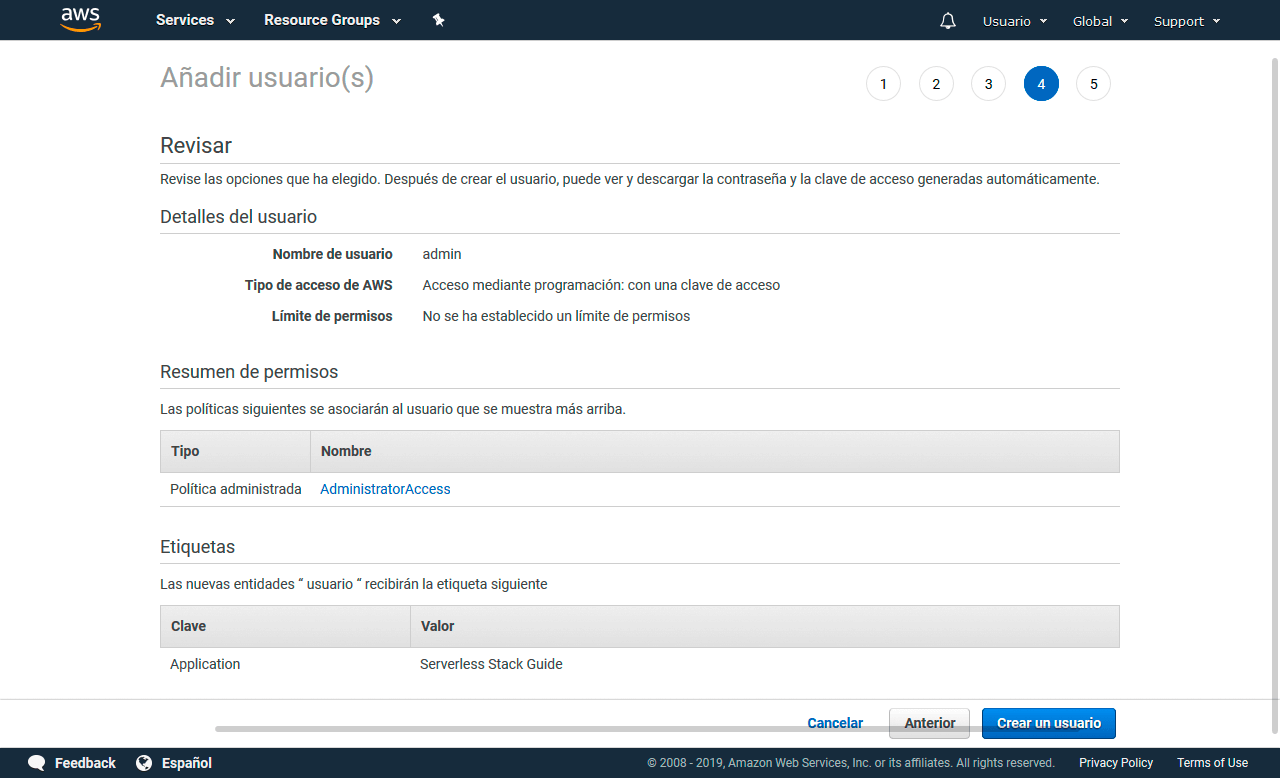 aws Services Resource Groups Usuario Global Support
Añadir usuario(s) 1 2 3 4 5
Revisar
Revise las opciones que ha elegido. Después de crear el usuario, puede ver y descargar la contraseña y la clave de acceso generadas automáticamente.
Detalles del usuario
Nombre de usuario admin
Tipo de acceso de AWS Acceso mediante programación: con una clave de acceso
Límite de permisos No se ha establecido un límite de permisos
Resumen de permisos
Las políticas siguientes se asociarán al usuario que se muestra más arriba.
Tipo Nombre
Política administrada AdministratorAccess
Etiquetas
Las nuevas entidades “ usuario “ recibirán la etiqueta siguiente
Clave Valor
Application Serverless Stack Guide
Cancelar Anterior Crear un usuario
Feedback Español © 2008 - 2019, Amazon Web Services, Inc. or its affiliates. All rights reserved. Privacy Policy Terms of Use